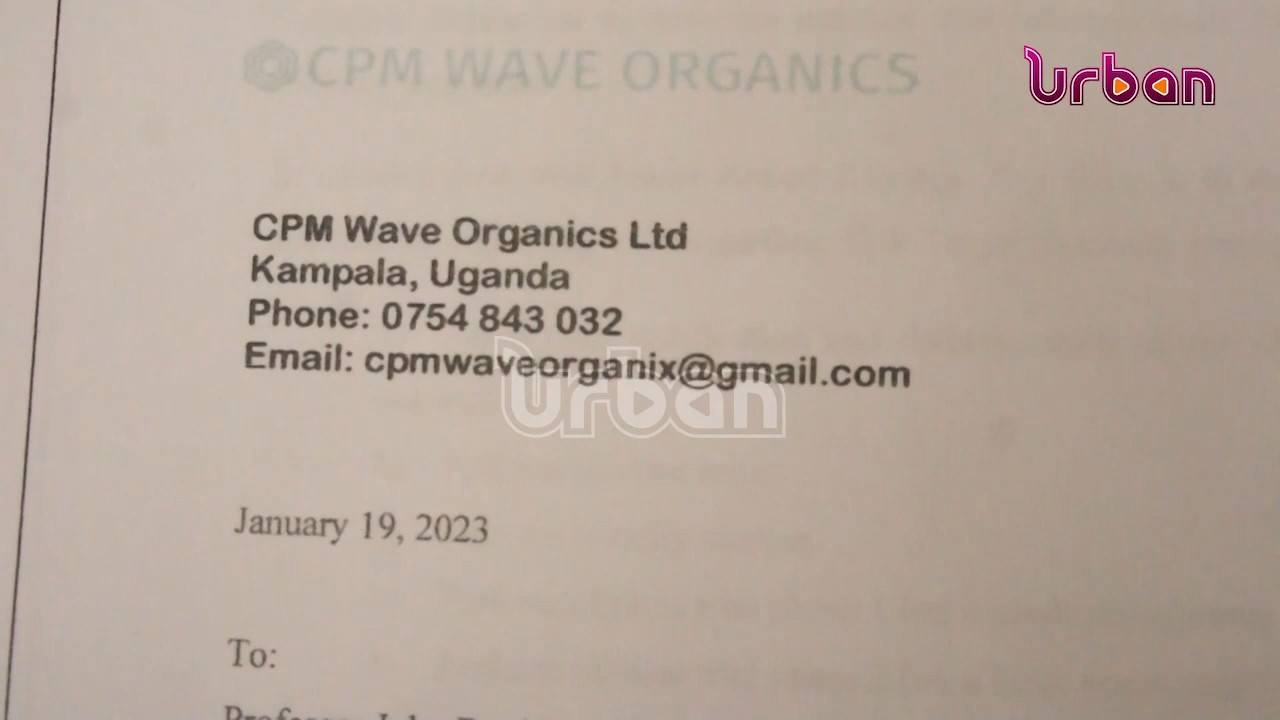 CPM WAVE ORGANICS
urban
CPM Wave Organics Ltd
Kampala, Uganda
Phone: 0754 843 032
Email: cpmwaveorganix@gmail.com
urban
January 19, 2023
To: